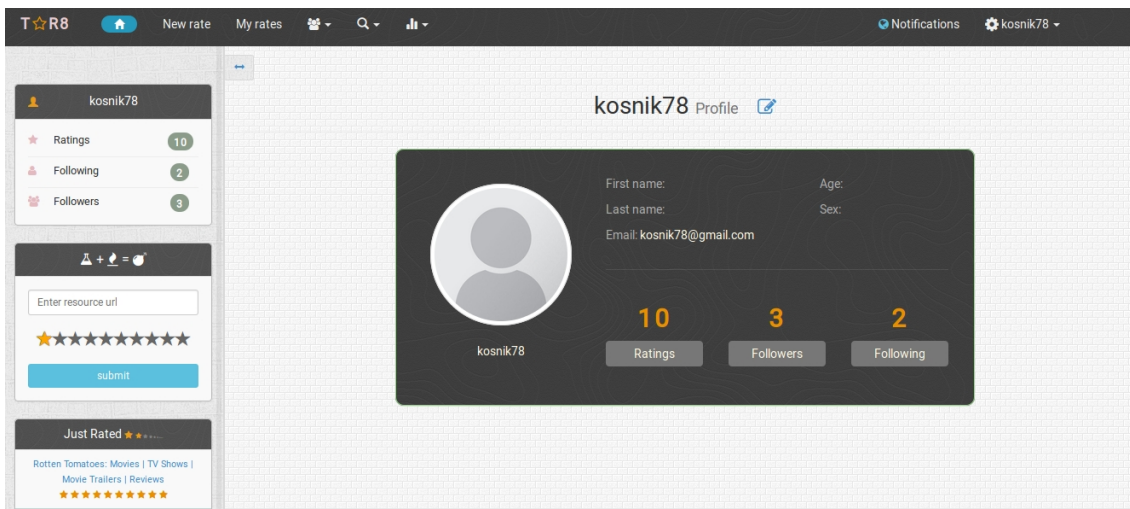 T☆R8 New rate My rates Notifications kosnik78
kosnik78
Ratings 10
Following 2
Followers 3
+ =
Enter resource url
submit
Just Rated
Rotten Tomatoes: Movies | TV Shows |
Movie Trailers | Reviews
kosnik78 Profile
First name: Age:
Last name: Sex:
Email: kosnik78@gmail.com
10 3 2
Ratings Followers Following
kosnik78